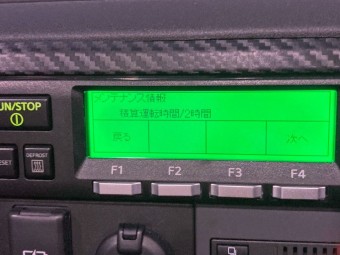 メンテナンス情報
積算運転時間/2時間
戻る 次へ
RUN/STOP
RESET
DEFROST
F1 F2 F3 F4